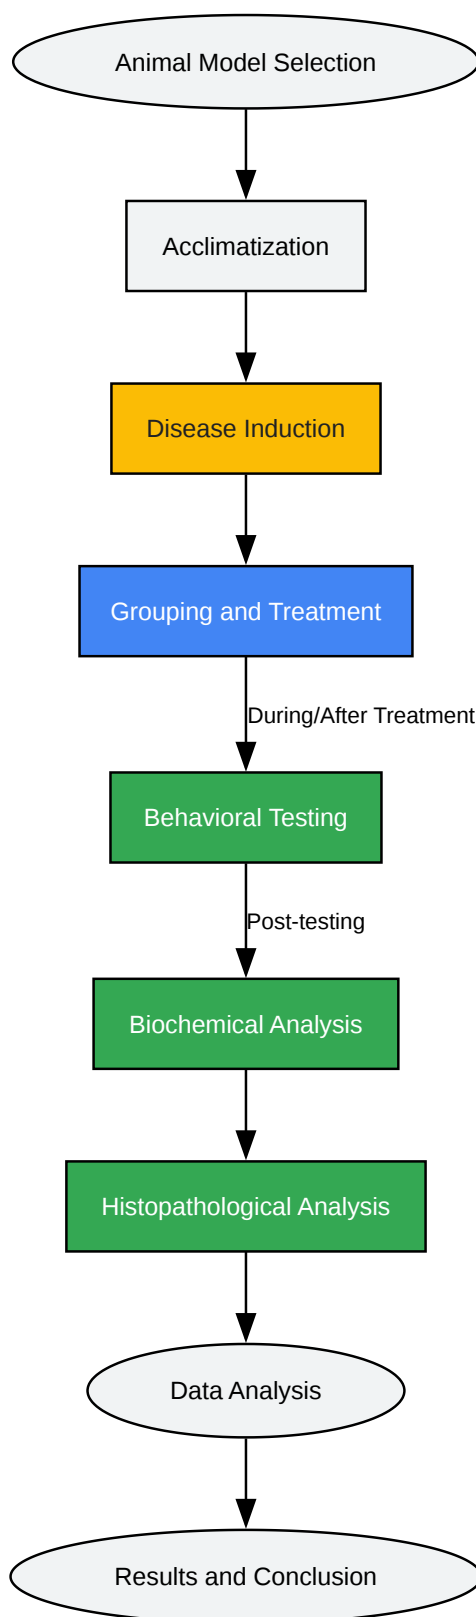 Animal Model Selection
Acclimatization
Disease Induction
Grouping and Treatment
During/After Treatment
Behavioral Testing
Post-testing
Biochemical Analysis
Histopathological Analysis
Data Analysis
Results and Conclusion